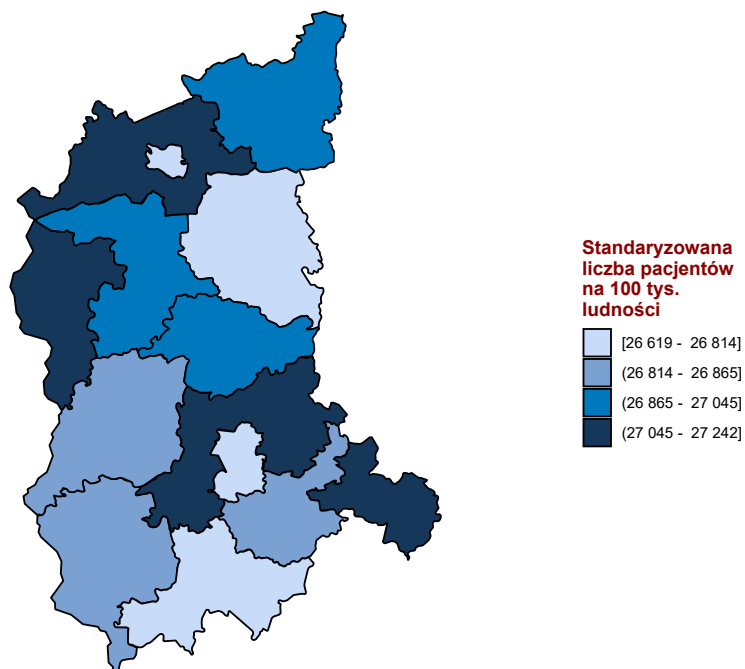 Standaryzowana
liczba pacjentów
na 100 tys.
ludności
[26 619 - 26 814]
(26 814 - 26 865]
(26 865 - 27 045]
(27 045 - 27 242]